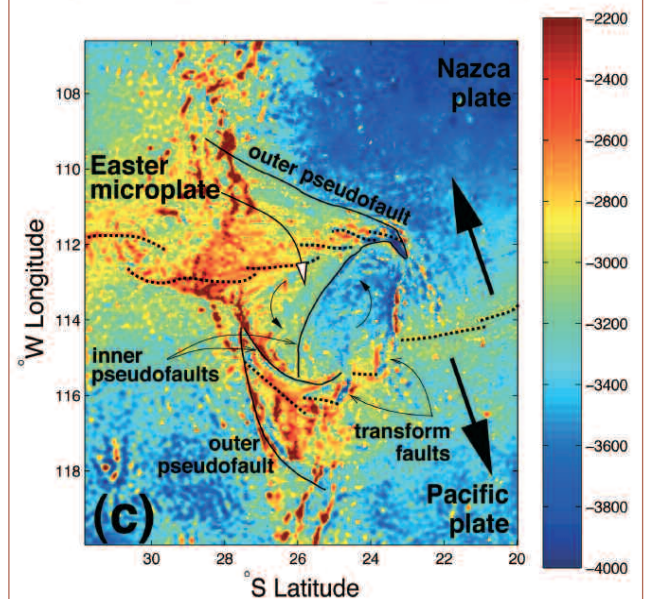 −2200
−2400
−2600
−2800
−3000
−3200
−3400
−3600
−3800
−4000
108
110
112
114
116
118
°W Longitude
Nazca
plate
outer pseudofault
Easter
microplate
inner
pseudofaults
outer
pseudofault
transform
faults
Pacific
plate
(c)
30
28
26
24
22
20
°S Latitude